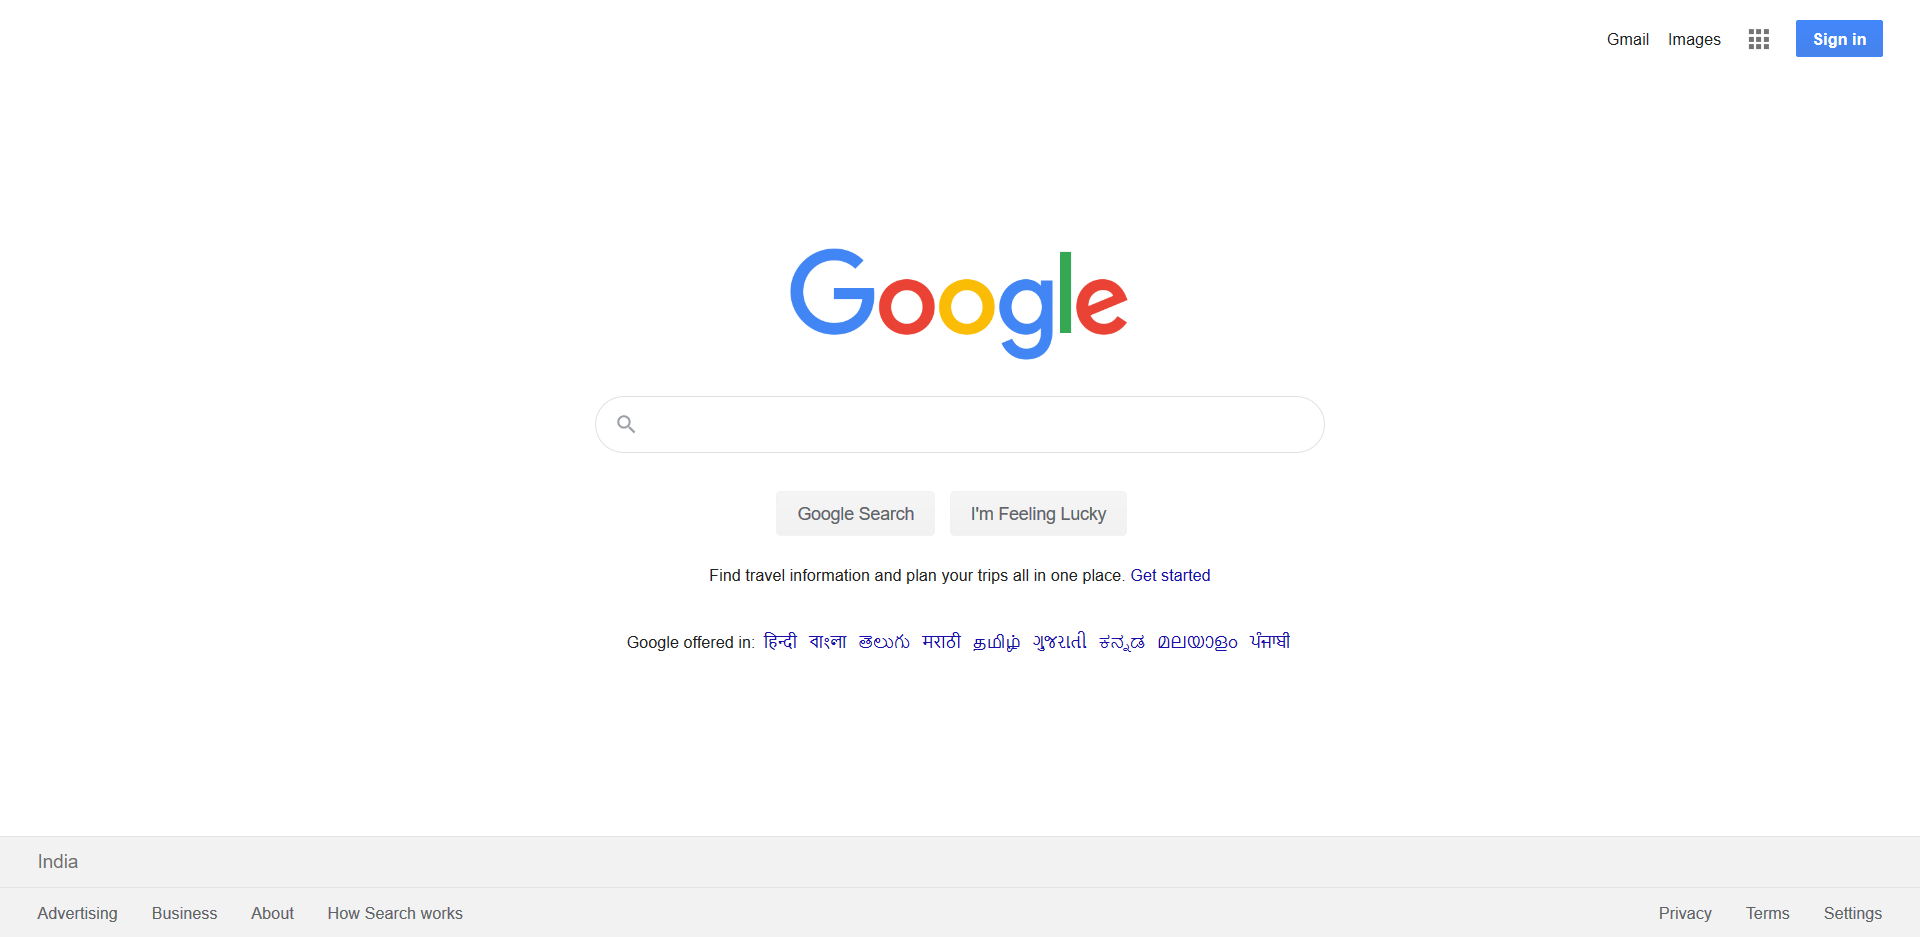 Gmail Images Sign in
Google
Google Search I'm Feeling Lucky
Find travel information and plan your trips all in one place. Get started
Google offered in: हिन्दी বাংলা తెలుగు मराठी தமிழ் ગુજરાતી ಕನ್ನಡ മലയാളം ਪੰਜਾਬੀ
India
Advertising Business About How Search works Privacy Terms Settings